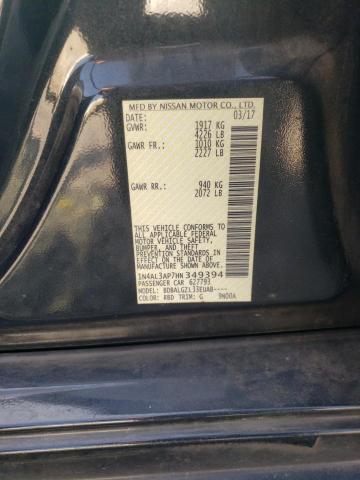 MFD BY NISSAN MOTOR CO., LTD.
DATE: 03/17
GVWR: 1917 KG
4226 LB
GAWR FR.: 1010 KG
2227 LB
GAWR RR.: 940 KG
2072 LB
THIS VEHICLE CONFORMS TO
ALL APPLICABLE FEDERAL
MOTOR VEHICLE SAFETY,
BUMPER, AND THEFT
PREVENTION STANDARDS IN
EFFECT ON THE DATE OF
MANUFACTURE SHOWN ABOVE.
1N4AL3AP7HN349394
PASSENGER CAR 627793
MODEL: BDBALGZL33EUAB----
COLOR: RBD TRIM: G 3N00A